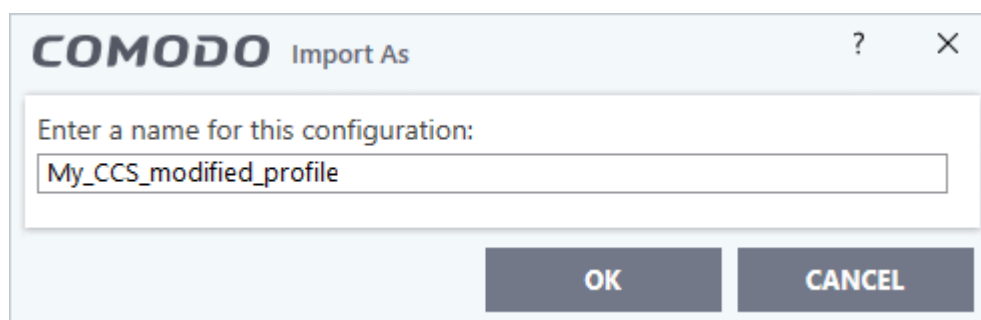 COMODO Import As ? ×
Enter a name for this configuration:
My_CCS_modified_profile
OK CANCEL